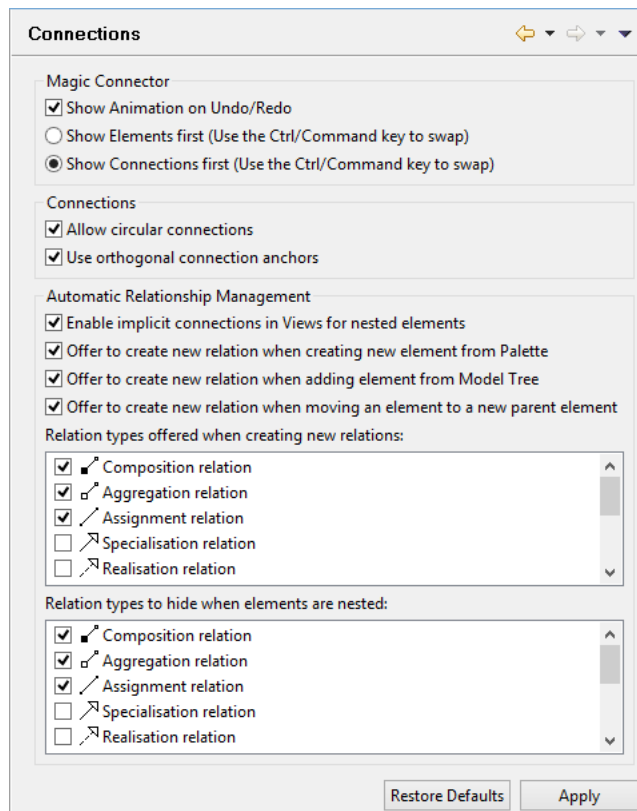 Connections
Magic Connector
Show Animation on Undo/Redo
Show Elements first (Use the Ctrl/Command key to swap)
Show Connections first (Use the Ctrl/Command key to swap)
Connections
Allow circular connections
Use orthogonal connection anchors
Automatic Relationship Management
Enable implicit connections in Views for nested elements
Offer to create new relation when creating new element from Palette
Offer to create new relation when adding element from Model Tree
Offer to create new relation when moving an element to a new parent element
Relation types offered when creating new relations:
Composition relation
Aggregation relation
Assignment relation
Specialisation relation
Realisation relation
Relation types to hide when elements are nested:
Composition relation
Aggregation relation
Assignment relation
Specialisation relation
Realisation relation
Restore Defaults Apply